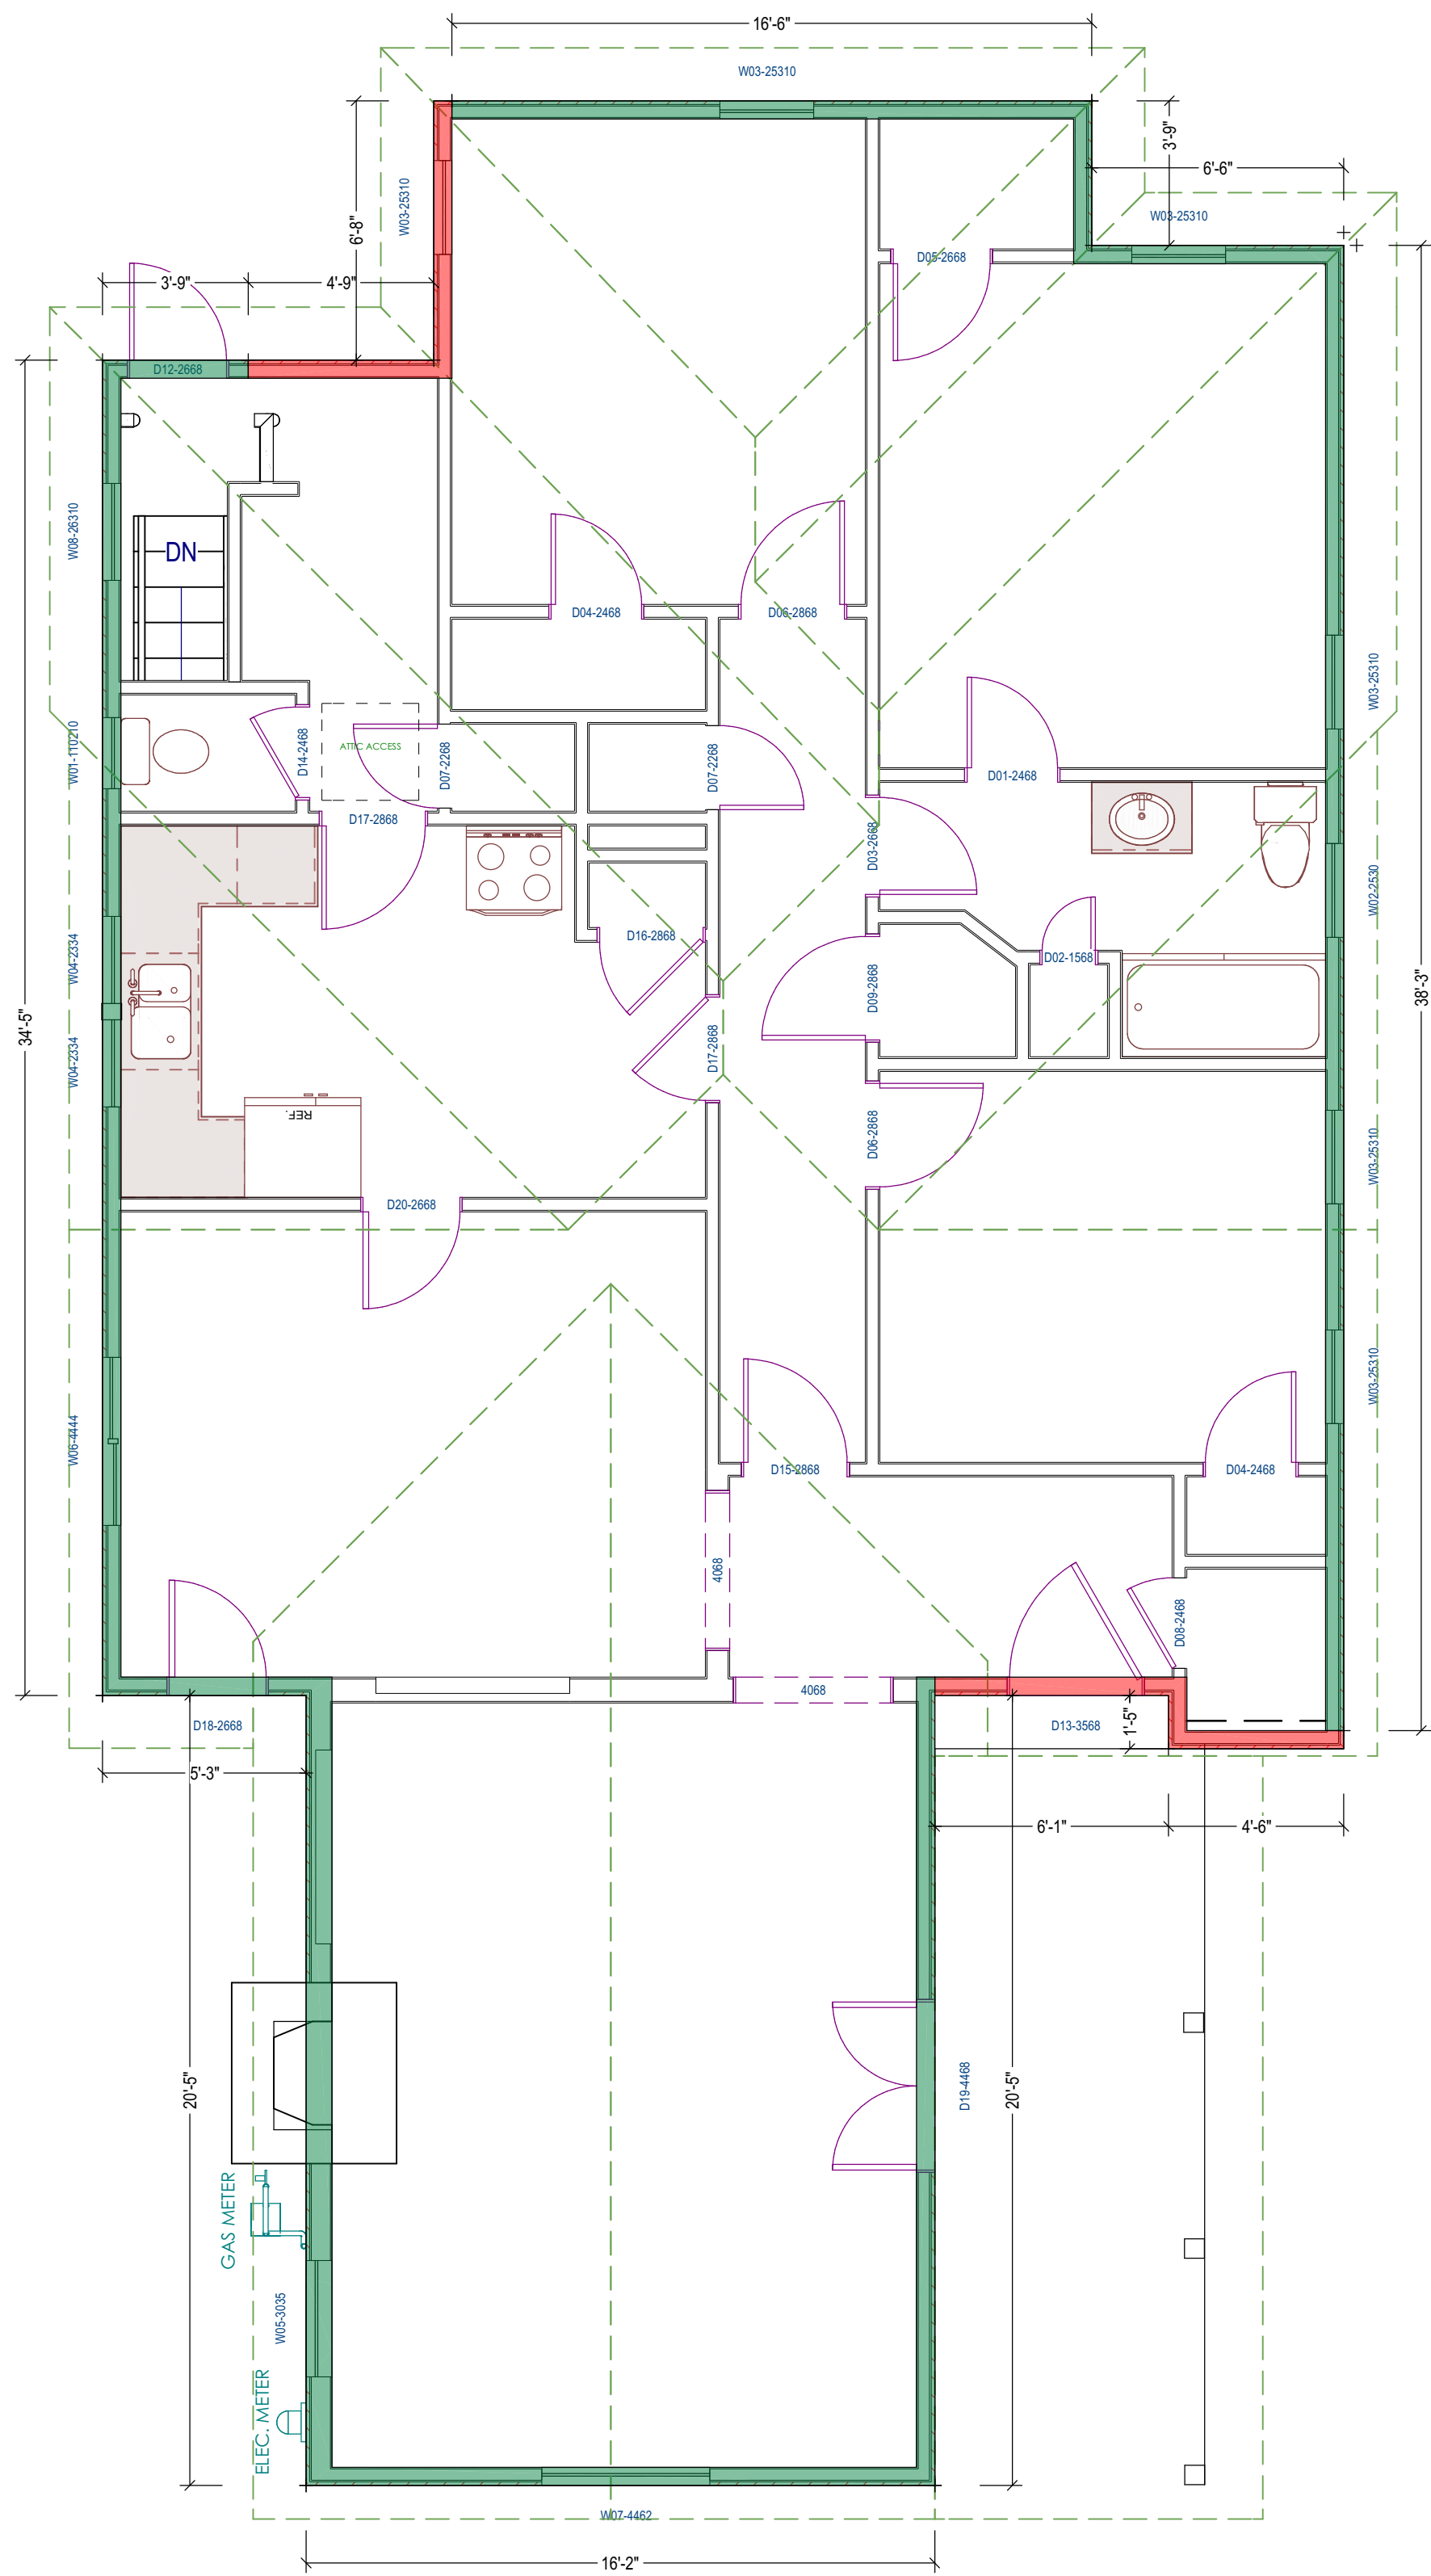 16'-6"
W03-25310
3'-9"
6'-6"
W03-25310
W03-25310
6'-8"
3'-9"
4'-9"
D05-2668
D12-2668
W08-26310
DN
D04-2468
D06-2868
W03-25310
W01-110210
D14-2468
ATTIC ACCESS
D07-2268
D07-2268
D01-2468
D17-2868
D03-2668
W02-2530
W04-2334
D16-2868
D02-1568
D09-2868
38'-3"
34'-5"
W04-2334
D17-2868
REF.
D06-2868
W03-25310
D20-2668
W03-25310
W06-4444
D15-2868
D04-2468
4068
D08-2468
4068
D18-2668
D13-3568
1'-5"
5'-3"
6'-1"
4'-6"
20'-5"
20'-5"
D19-4468
GAS METER
W05-3035
ELEC. METER
W07-4462
16'-2"